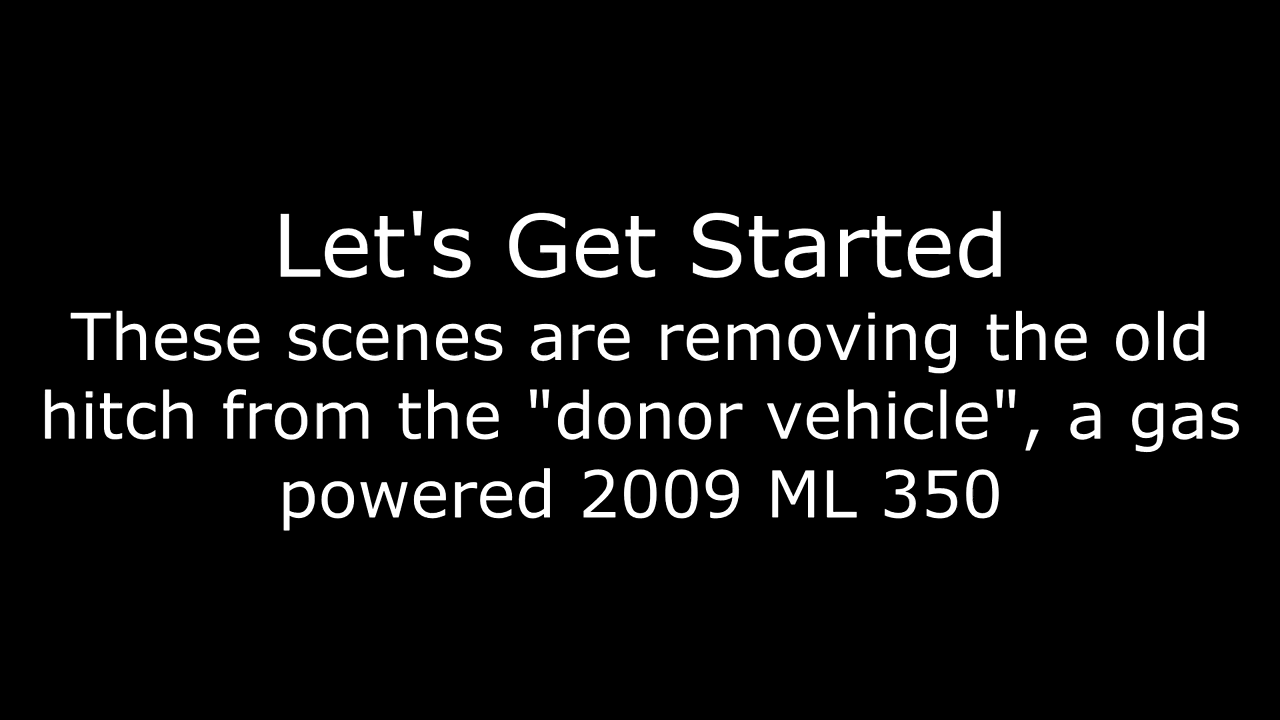 Let's Get Started
These scenes are removing the old
hitch from the "donor vehicle", a gas
powered 2009 ML 350